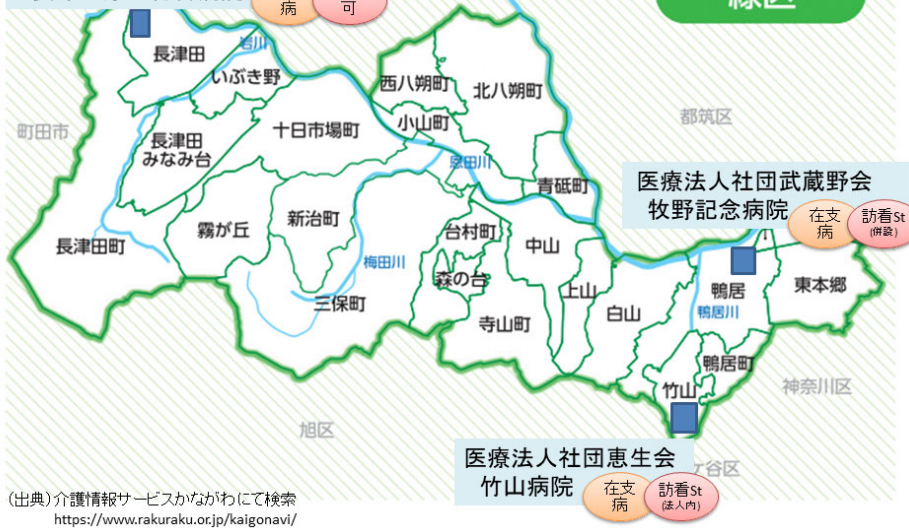 在支
病
可
緑区
長津田
岩川
いぶき野
西八朔町
北八朔町
都筑区
町田市
長津田
みなみ台
十日市場町
小山町
恩田川
青砥町
医療法人社団武蔵野会
牧野記念病院
在支
病
訪看St
(併設)
長津田町
霧が丘
新治町
台村町
中山
梅田川
森の台
三保町
上山
白山
鴨居
東本郷
鴨居川
寺山町
鴨居町
竹山
神奈川区
旭区
医療法人社団恵生会
竹山病院
在支
病
訪看St
(法人内)
ケ谷区
(出典)介護情報サービスかながわにて検索
https://www.rakuraku.or.jp/kaigonavi/